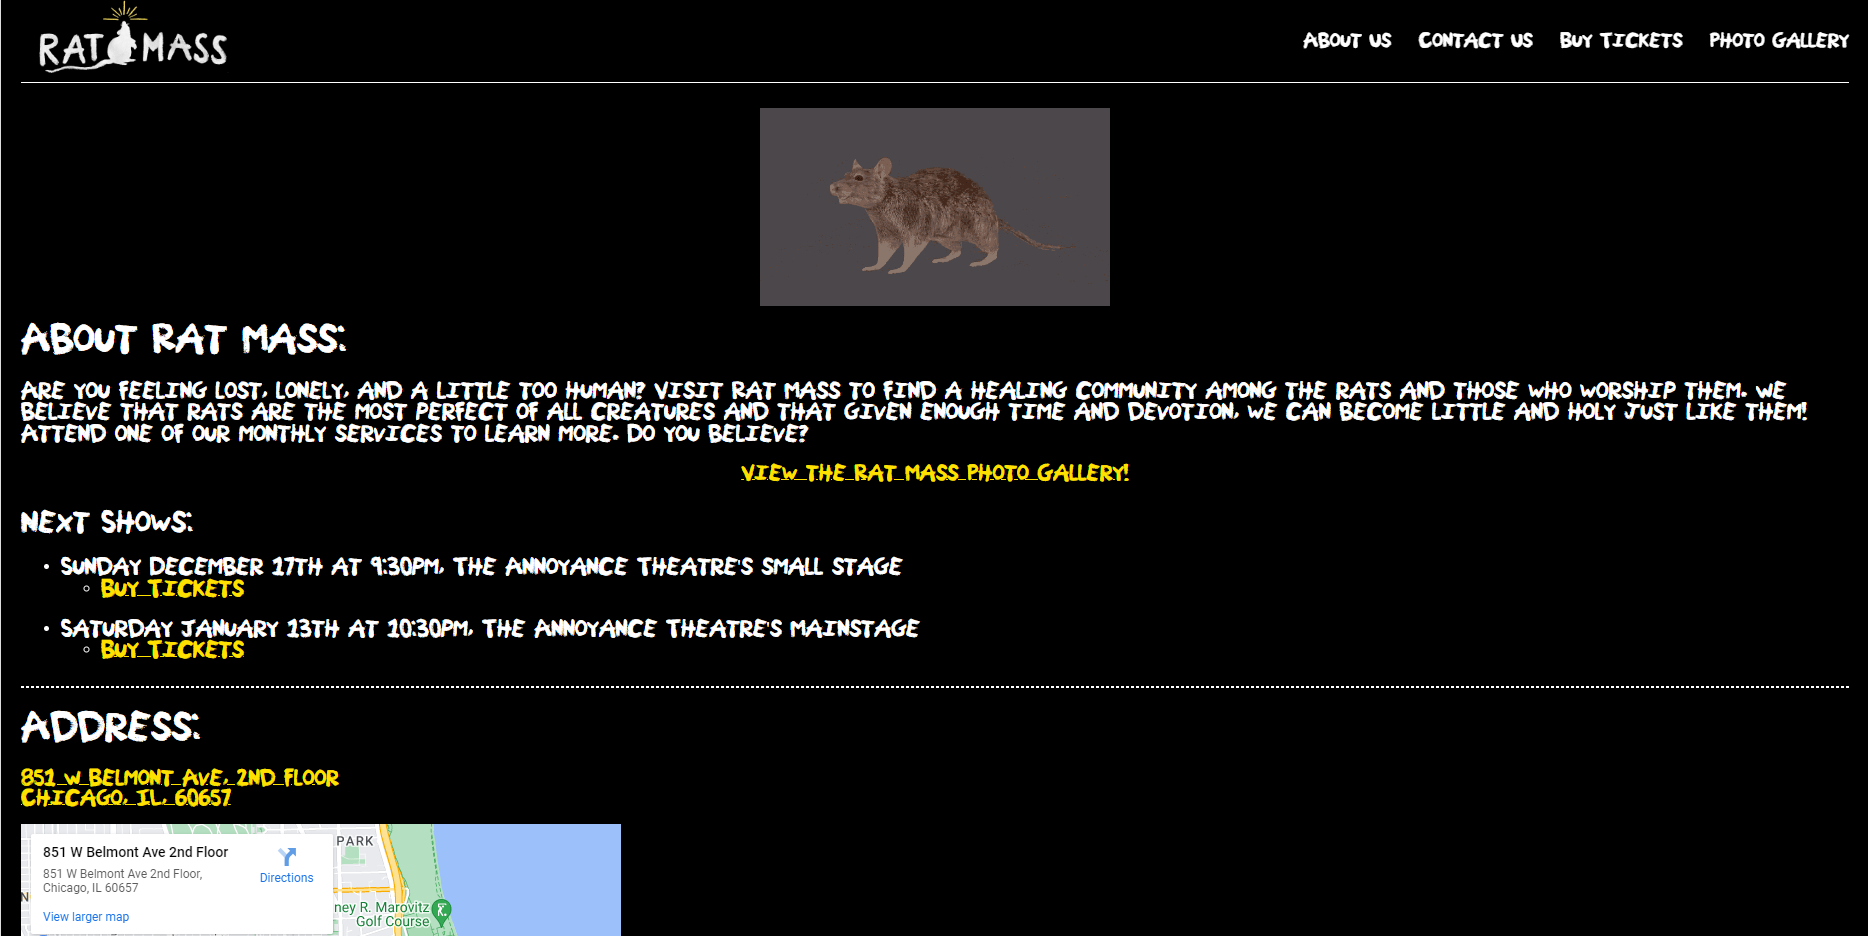 RAT MASS
ABOUT US CONTACT US BUY TICKETS PHOTO GALLERY
ABOUT RAT MASS:
ARE YOU FEELING LOST, LONELY, AND A LITTLE TOO HUMAN? VISIT RAT MASS TO FIND A HEALING COMMUNITY AMONG THE RATS AND THOSE WHO WORSHIP THEM. WE
BELIEVE THAT RATS ARE THE MOST PERFECT OF ALL CREATURES AND THAT GIVEN ENOUGH TIME AND DEVOTION, WE CAN BECOME LITTLE AND HOLY JUST LIKE THEM!
ATTEND ONE OF OUR MONTHLY SERVICES TO LEARN MORE. DO YOU BELIEVE?
VIEW THE RAT MASS PHOTO GALLERY!
NEXT SHOWS:
• SUNDAY DECEMBER 17TH AT 9:30PM, THE ANNOYANCE THEATRE'S SMALL STAGE
◦ BUY TICKETS
• SATURDAY JANUARY 13TH AT 10:30PM, THE ANNOYANCE THEATRE'S MAINSTAGE
◦ BUY TICKETS
ADDRESS:
851 W BELMONT AVE, 2ND FLOOR
CHICAGO, IL, 60657
PARK
851 W Belmont Ave 2nd Floor
851 W Belmont Ave 2nd Floor,
Chicago, IL 60657
Directions
View larger map
ney R. Marovitz
Golf Course